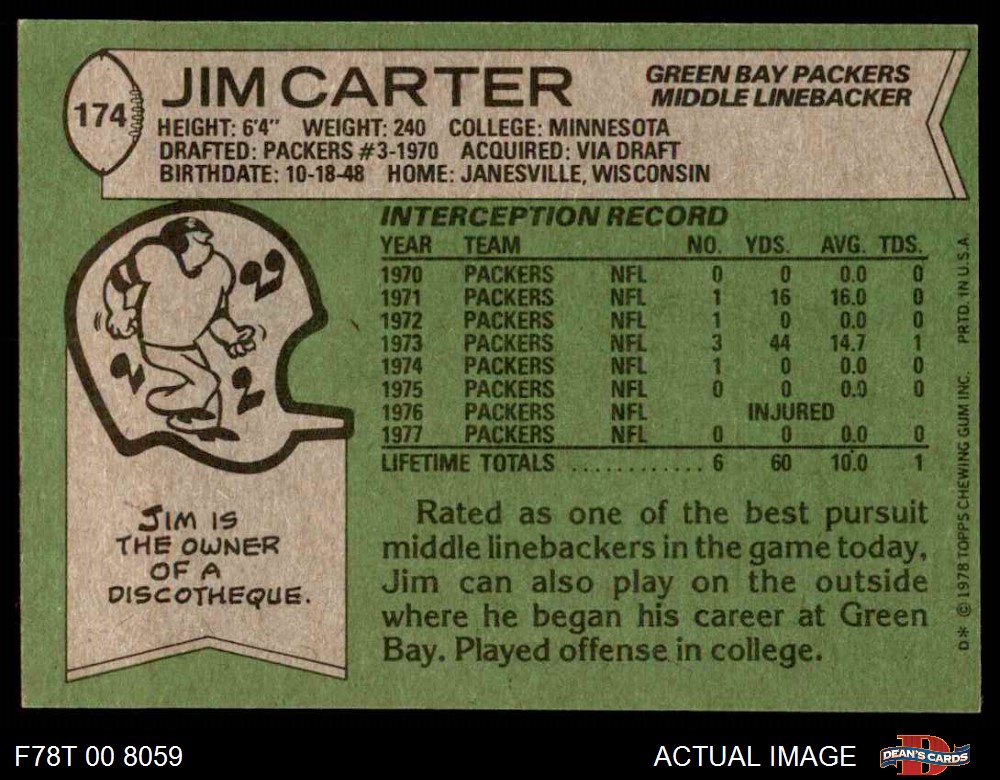 174
JIM CARTER
GREEN BAY PACKERS
MIDDLE LINEBACKER
HEIGHT: 6'4" WEIGHT: 240 COLLEGE: MINNESOTA
DRAFTED: PACKERS #3-1970 ACQUIRED: VIA DRAFT
BIRTHDATE: 10-18-48 HOME: JANESVILLE, WISCONSIN
INTERCEPTION RECORD
YEAR TEAM NO. YDS. AVG. TDS.
1970 PACKERS NFL 0 0 0.0 0
1971 PACKERS NFL 1 16 16.0 0
1972 PACKERS NFL 1 0 0.0 0
1973 PACKERS NFL 3 44 14.7 1
1974 PACKERS NFL 1 0 0.0 0
1975 PACKERS NFL 0 0 0.0 0
1976 PACKERS NFL INJURED
1977 PACKERS NFL 0 0 0.0 0
LIFETIME TOTALS ............ 6 60 10.0 1
JIM IS
THE OWNER
OF A
DISCOTHEQUE.
Rated as one of the best pursuit
middle linebackers in the game today,
Jim can also play on the outside
where he began his career at Green
Bay. Played offense in college.
D* © 1978 TOPPS CHEWING GUM INC. PRTD. IN U.S.A.
F78T 00 8059
ACTUAL IMAGE
D
DEAN'S CARDS